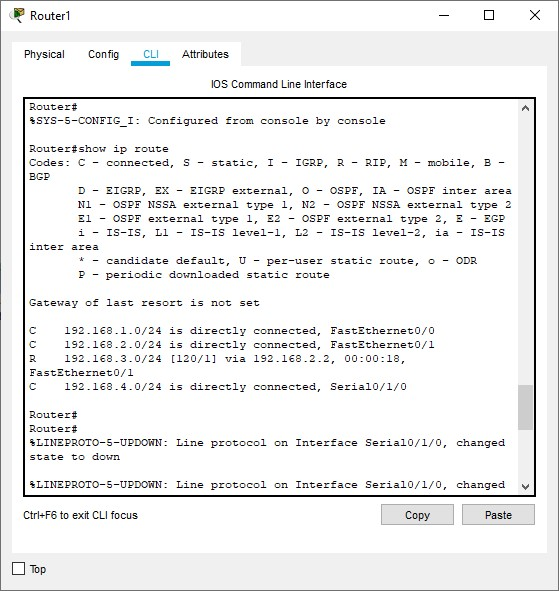 Router1
Physical Config CLI Attributes
IOS Command Line Interface
Router#
%SYS-5-CONFIG_I: Configured from console by console
Router#show ip route
Codes: C - connected, S - static, I - IGRP, R - RIP, M - mobile, B -
BGP
D - EIGRP, EX - EIGRP external, O - OSPF, IA - OSPF inter area
N1 - OSPF NSSA external type 1, N2 - OSPF NSSA external type 2
E1 - OSPF external type 1, E2 - OSPF external type 2, E - EGP
i - IS-IS, L1 - IS-IS level-1, L2 - IS-IS level-2, ia - IS-IS
inter area
* - candidate default, U - per-user static route, o - ODR
P - periodic downloaded static route
Gateway of last resort is not set
C 192.168.1.0/24 is directly connected, FastEthernet0/0
C 192.168.2.0/24 is directly connected, FastEthernet0/1
R 192.168.3.0/24 [120/1] via 192.168.2.2, 00:00:18,
FastEthernet0/1
C 192.168.4.0/24 is directly connected, Serial0/1/0
Router#
Router#
%LINEPROTO-5-UPDOWN: Line protocol on Interface Serial0/1/0, changed
state to down
%LINEPROTO-5-UPDOWN: Line protocol on Interface Serial0/1/0, changed
Ctrl+F6 to exit CLI focus
Copy Paste
Top